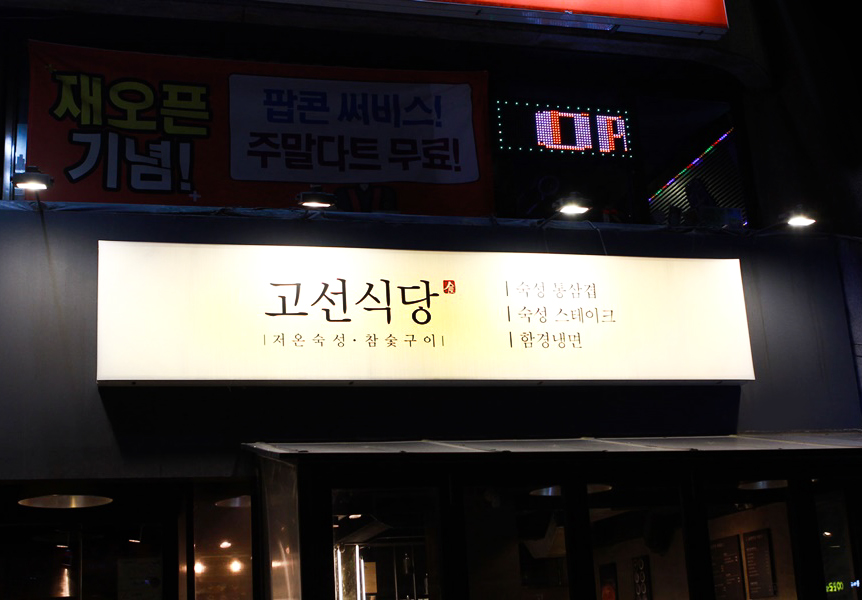 재오픈
기념!
팝콘 써비스!
주말다트 무료!
OP
고선식당
|저온숙성·참숯구이|
| 숙성 통삼겹
| 숙성 스테이크
| 함경냉면